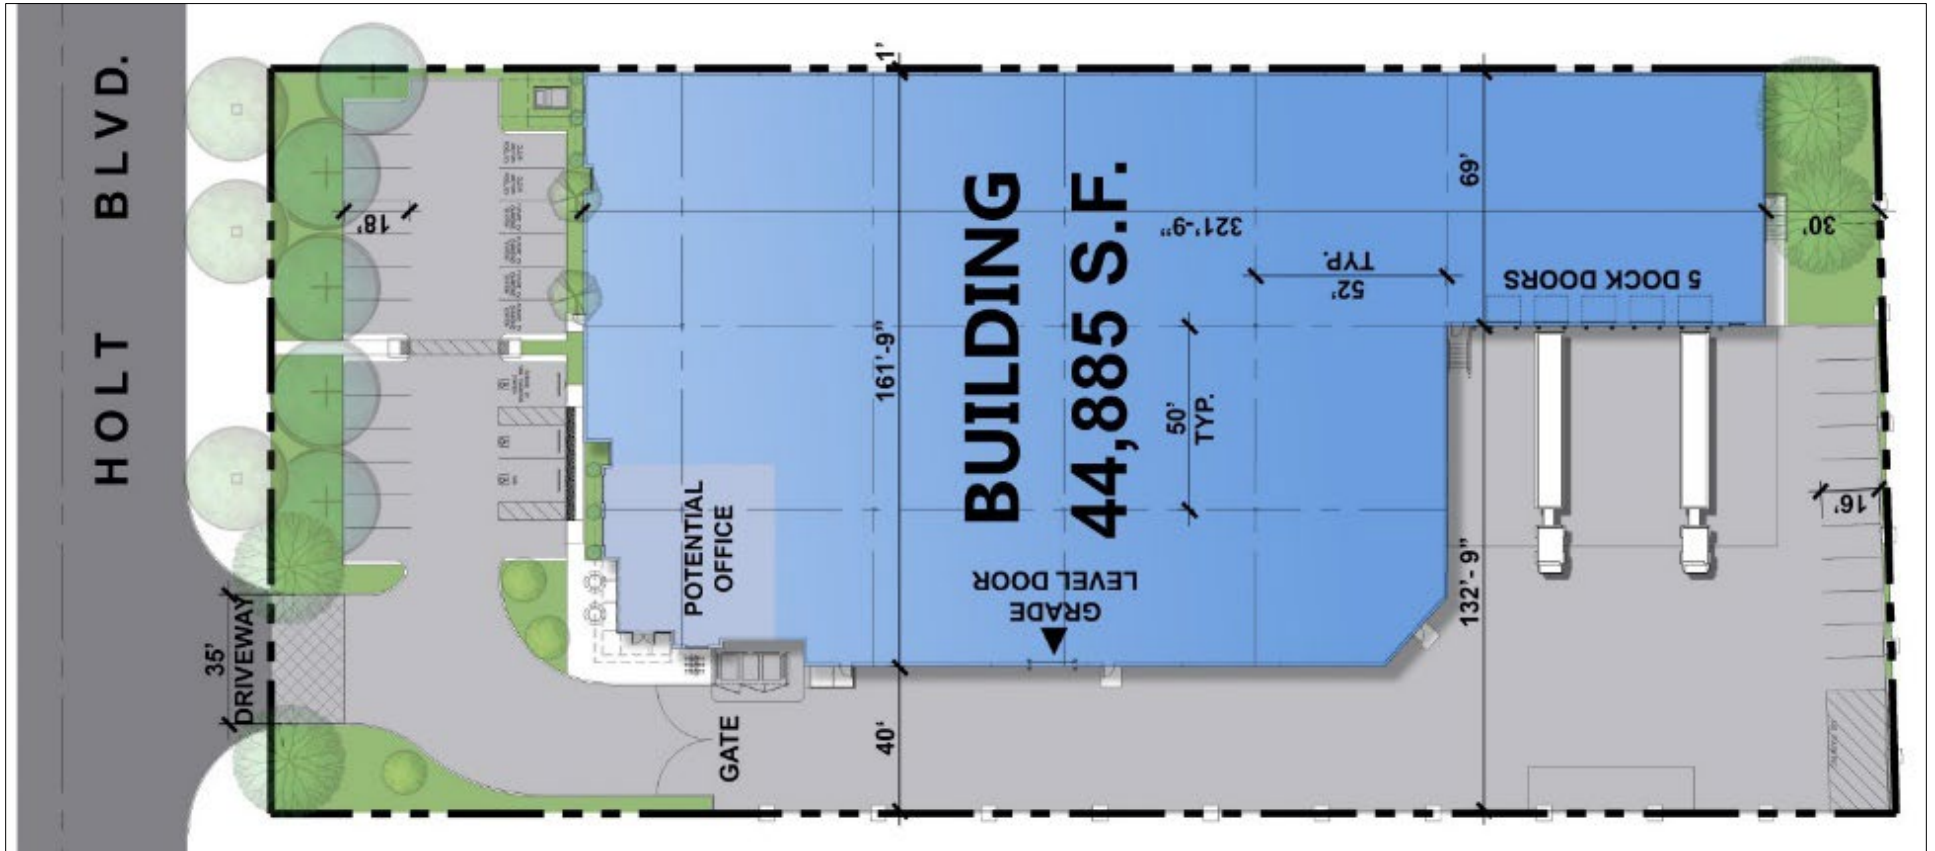 HOLT BLVD.
35'
DRIVEWAY
18'
1'
BUILDING
44,885 S.F.
161'-9"
321'-9"
50'
TYP.
52'
TYP.
69'
5 DOCK DOORS
30'
POTENTIAL
OFFICE
GRADE
LEVEL DOOR
132'- 9"
16'
GATE
40'